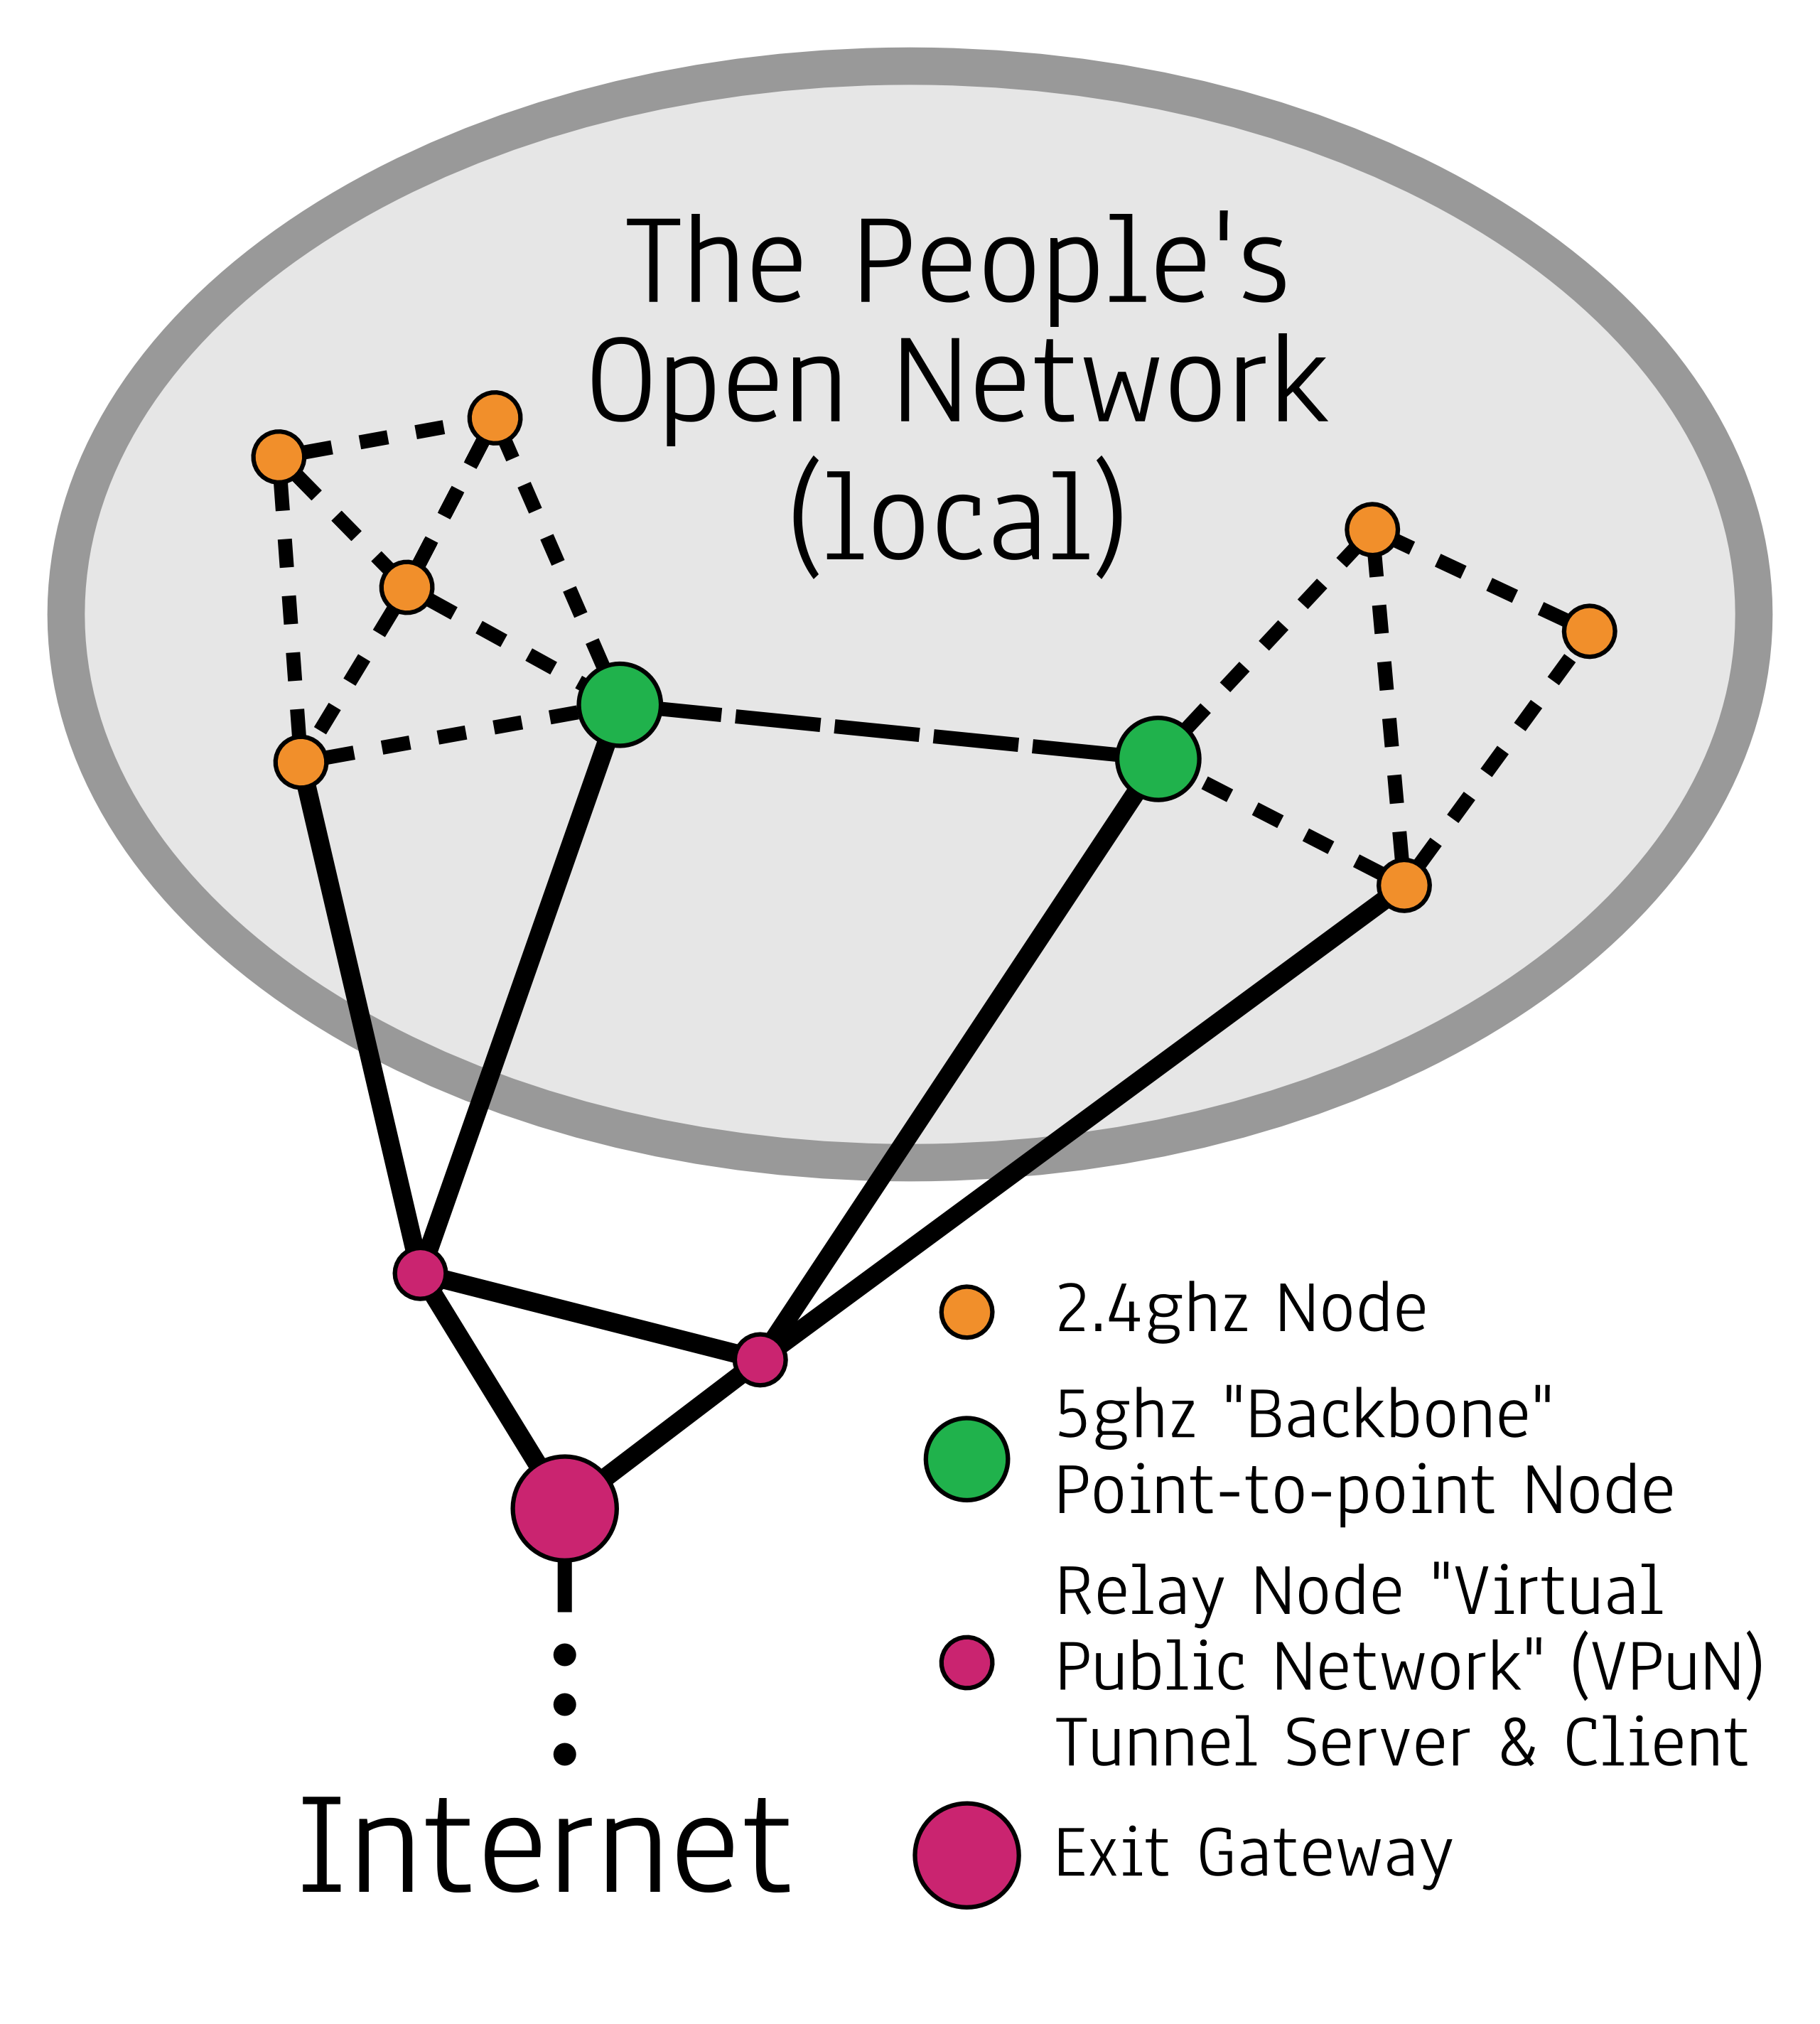 The People's
Open Network
(local)
2.4ghz Node
5ghz "Backbone"
Point-to-point Node
Relay Node "Virtual
Public Network" (VPuN)
Tunnel Server & Client
Exit Gateway
Internet